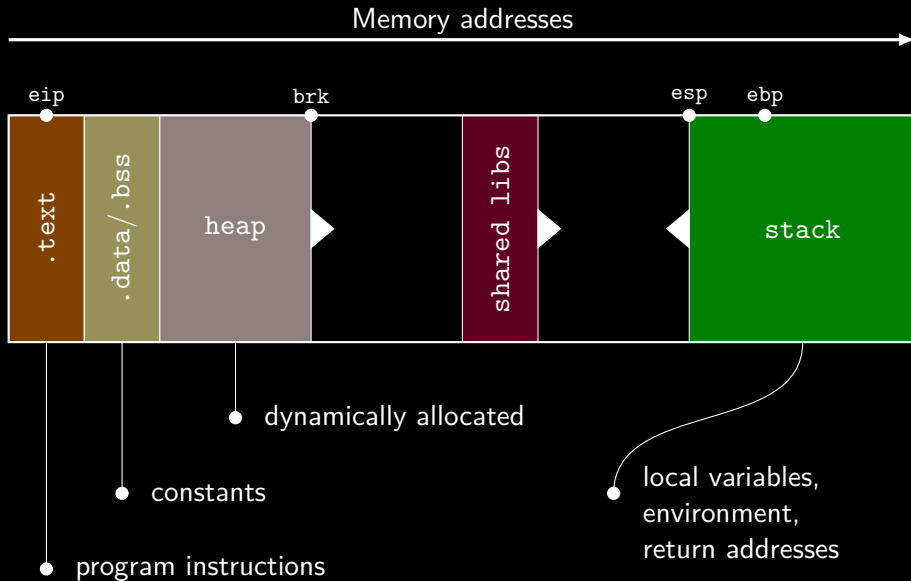 Memory addresses
eip
brk
esp
ebp
.text
.data/.bss
heap
shared libs
stack
dynamically allocated
constants
local variables,
environment,
return addresses
program instructions